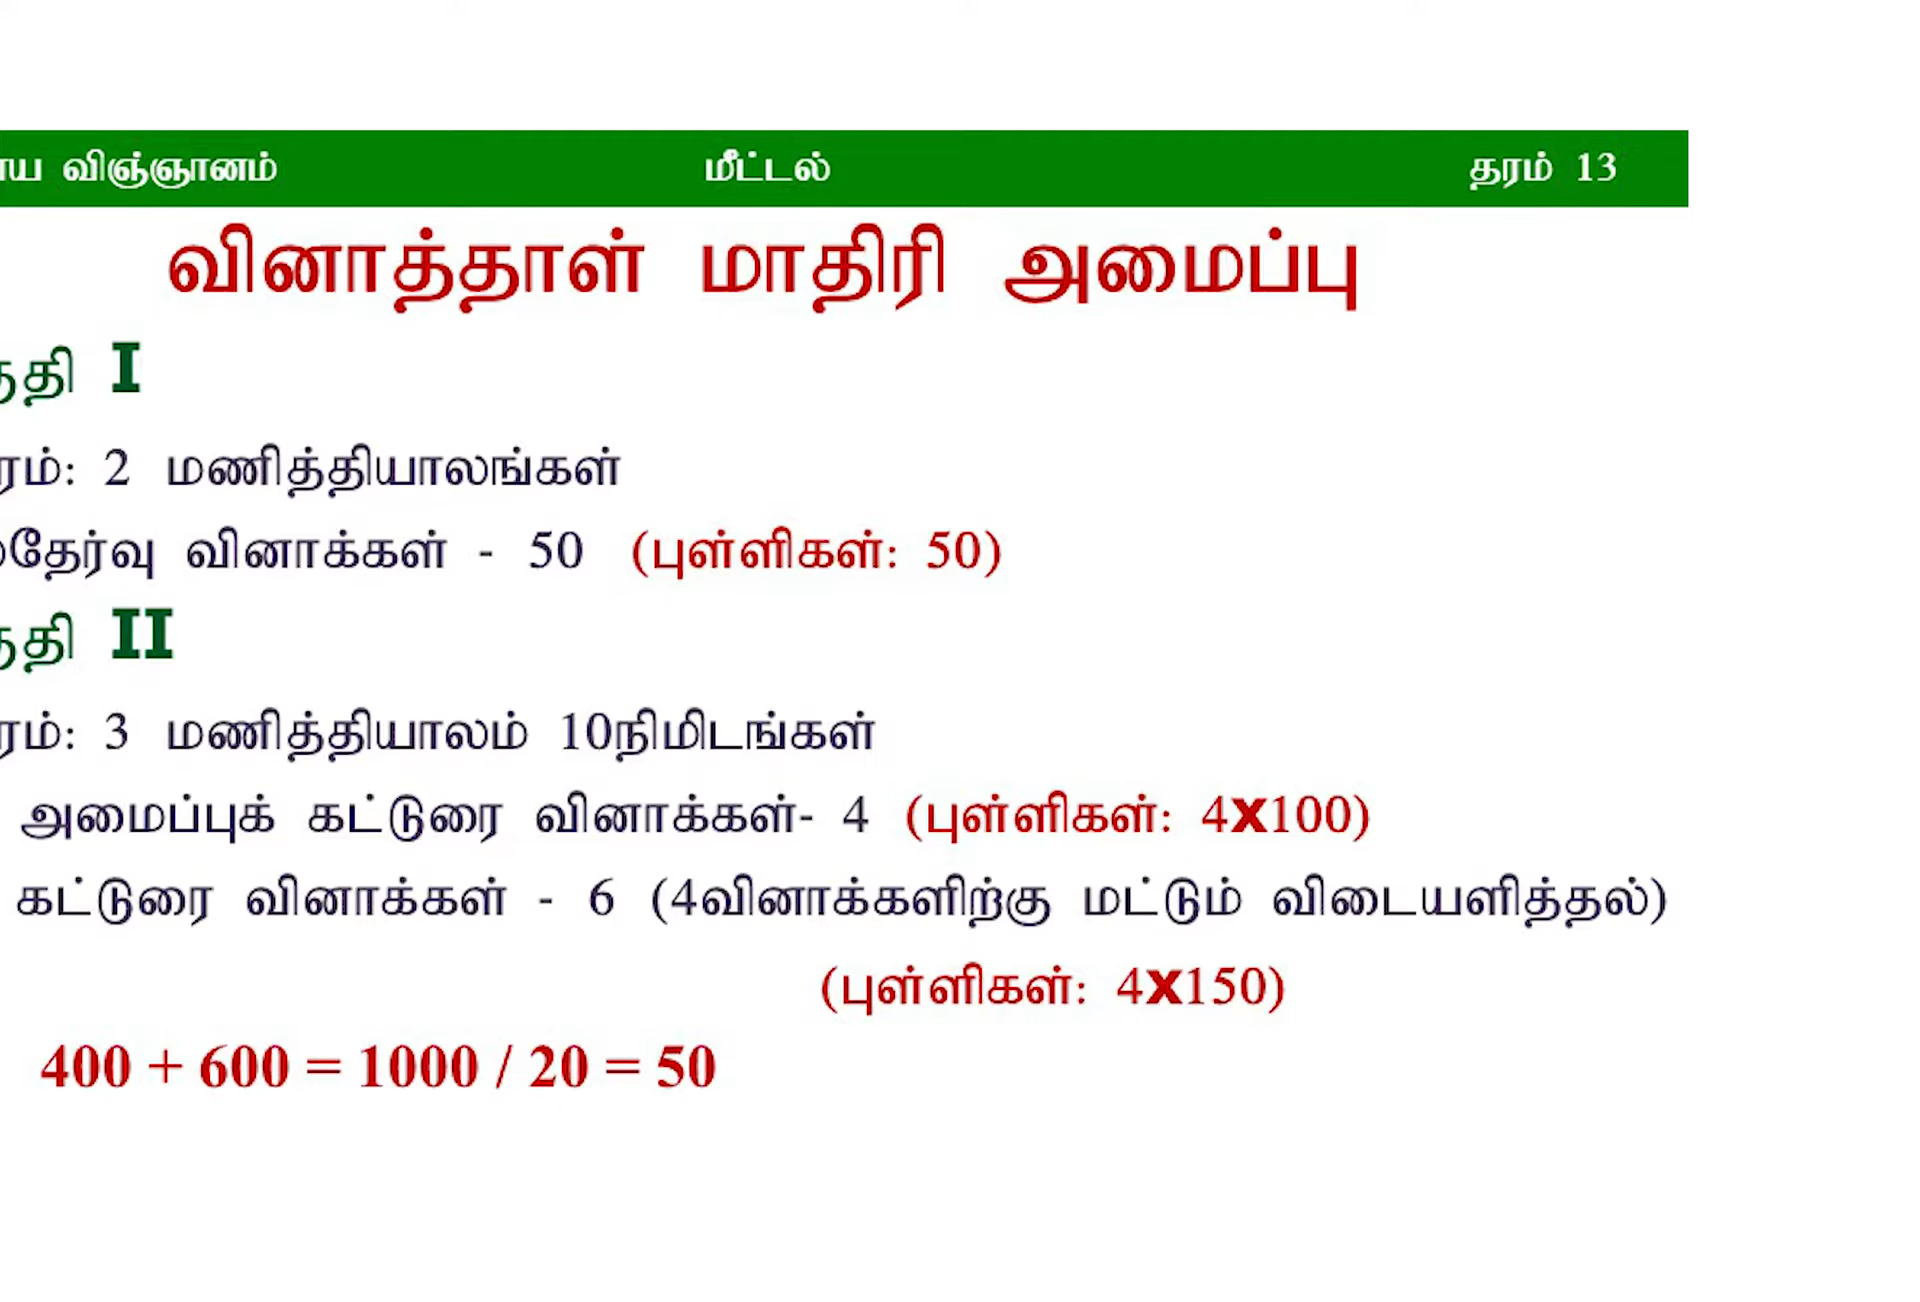 விஞ்ஞானம் மீட்டல் தரம் 13
வினாத்தாள் மாதிரி அமைப்பு
I
2 மணித்தியாலங்கள்
வினாக்கள் - 50 (புள்ளிகள்: 50)
II
3 மணித்தியாலம் 10நிமிடங்கள்
அமைப்புக் கட்டுரை வினாக்கள்- 4 (புள்ளிகள்: 4x100)
கட்டுரை வினாக்கள் - 6 (4வினாக்களிற்கு மட்டும் விடையளித்தல்)
(புள்ளிகள்: 4x150)
400 + 600 = 1000 / 20 = 50